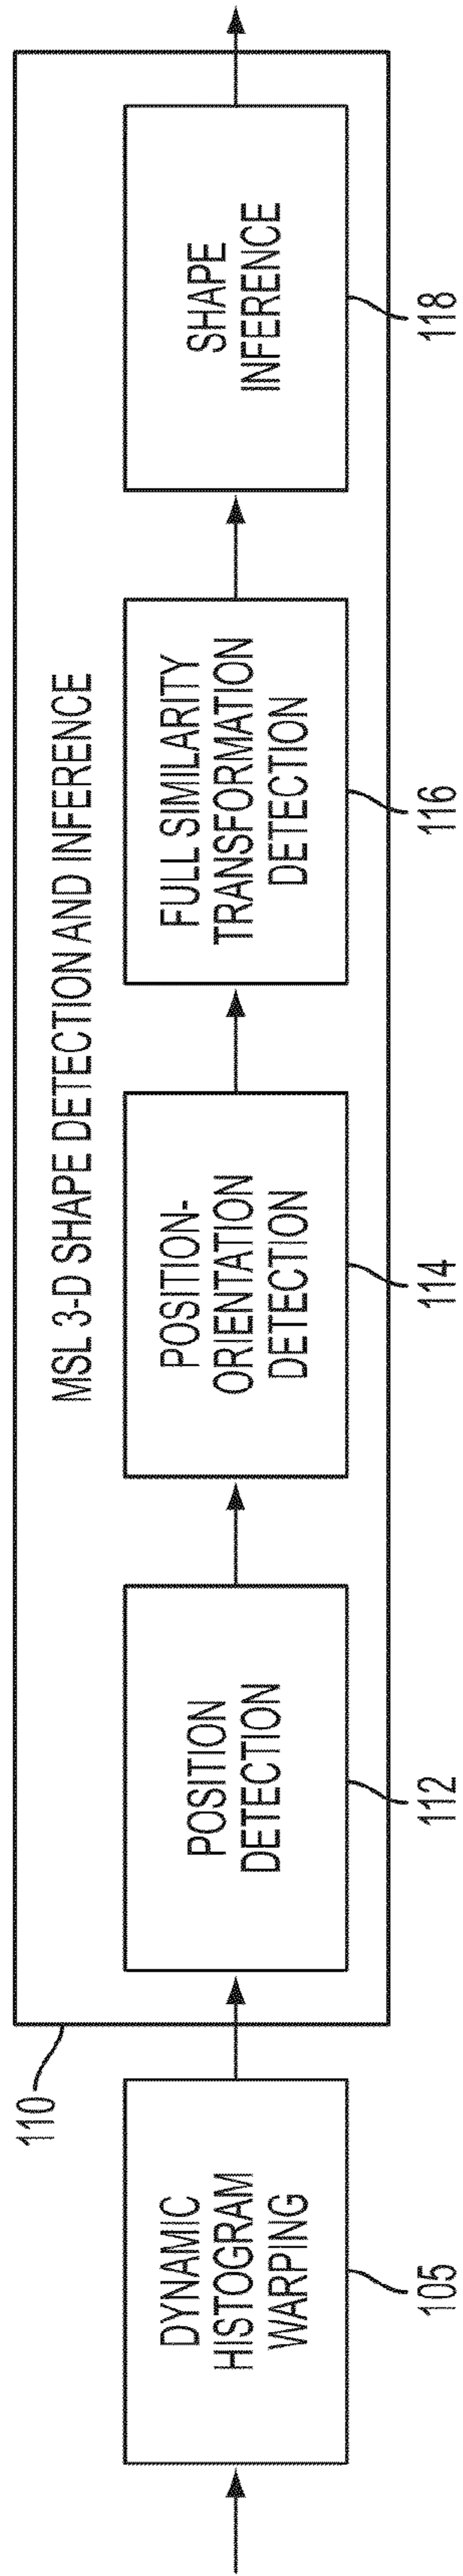 MSL 3-D SHAPE DETECTION AND INFERENCE
110
DYNAMIC
HISTOGRAM
WARPING
105
POSITION
DETECTION
112
POSITION-
ORIENTATION
DETECTION
114
FULL SIMILARITY
TRANSFORMATION
DETECTION
116
SHAPE
INFERENCE
118